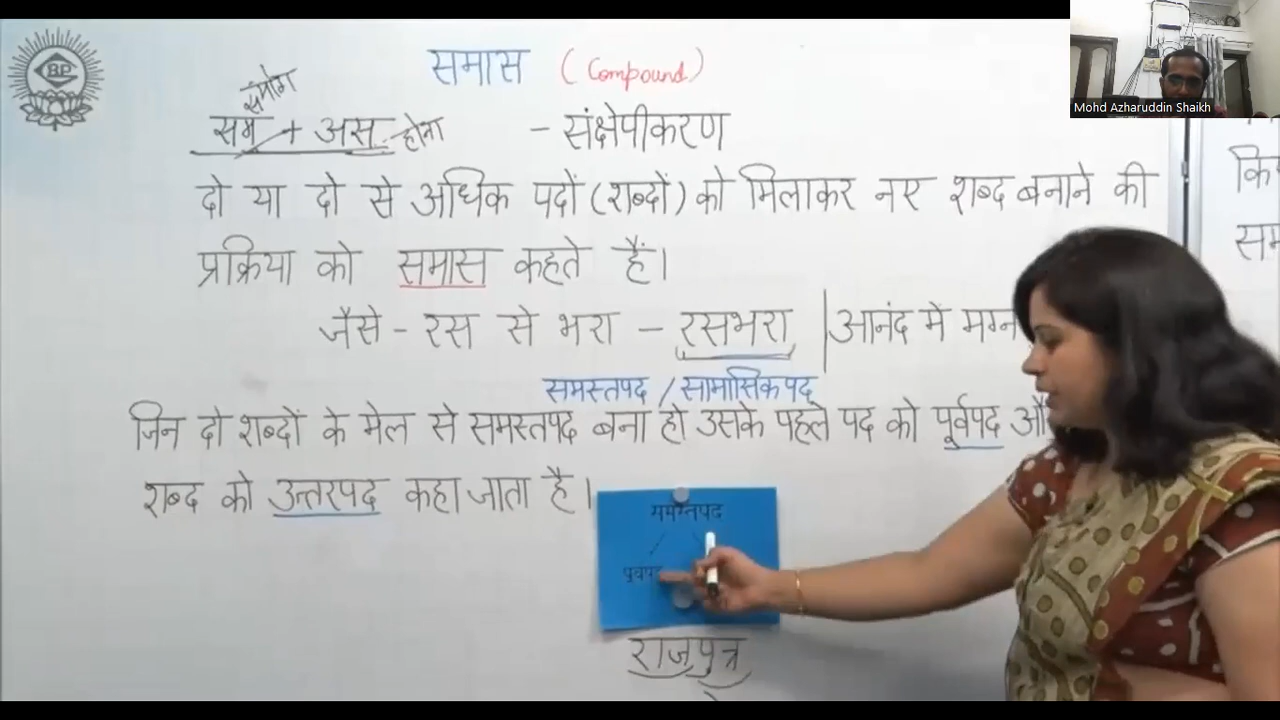 BP
Mohd Azharuddin Shaikh
समास (Compound)
संयोग
सम् + अस होना - संक्षेपीकरण
दो या दो से अधिक पदों (शब्दों) को मिलाकर नए शब्द बनाने की
प्रक्रिया को समास कहते हैं।
जैसे - रस से भरा - रसभरा | आनंद में मग्न
समस्तपद / सामासिकपद
जिन दो शब्दों के मेल से समस्तपद बना हो उसके पहले पद को पूर्वपद
शब्द को उत्तरपद कहा जाता है।
समस्तपद
राजपुत्र